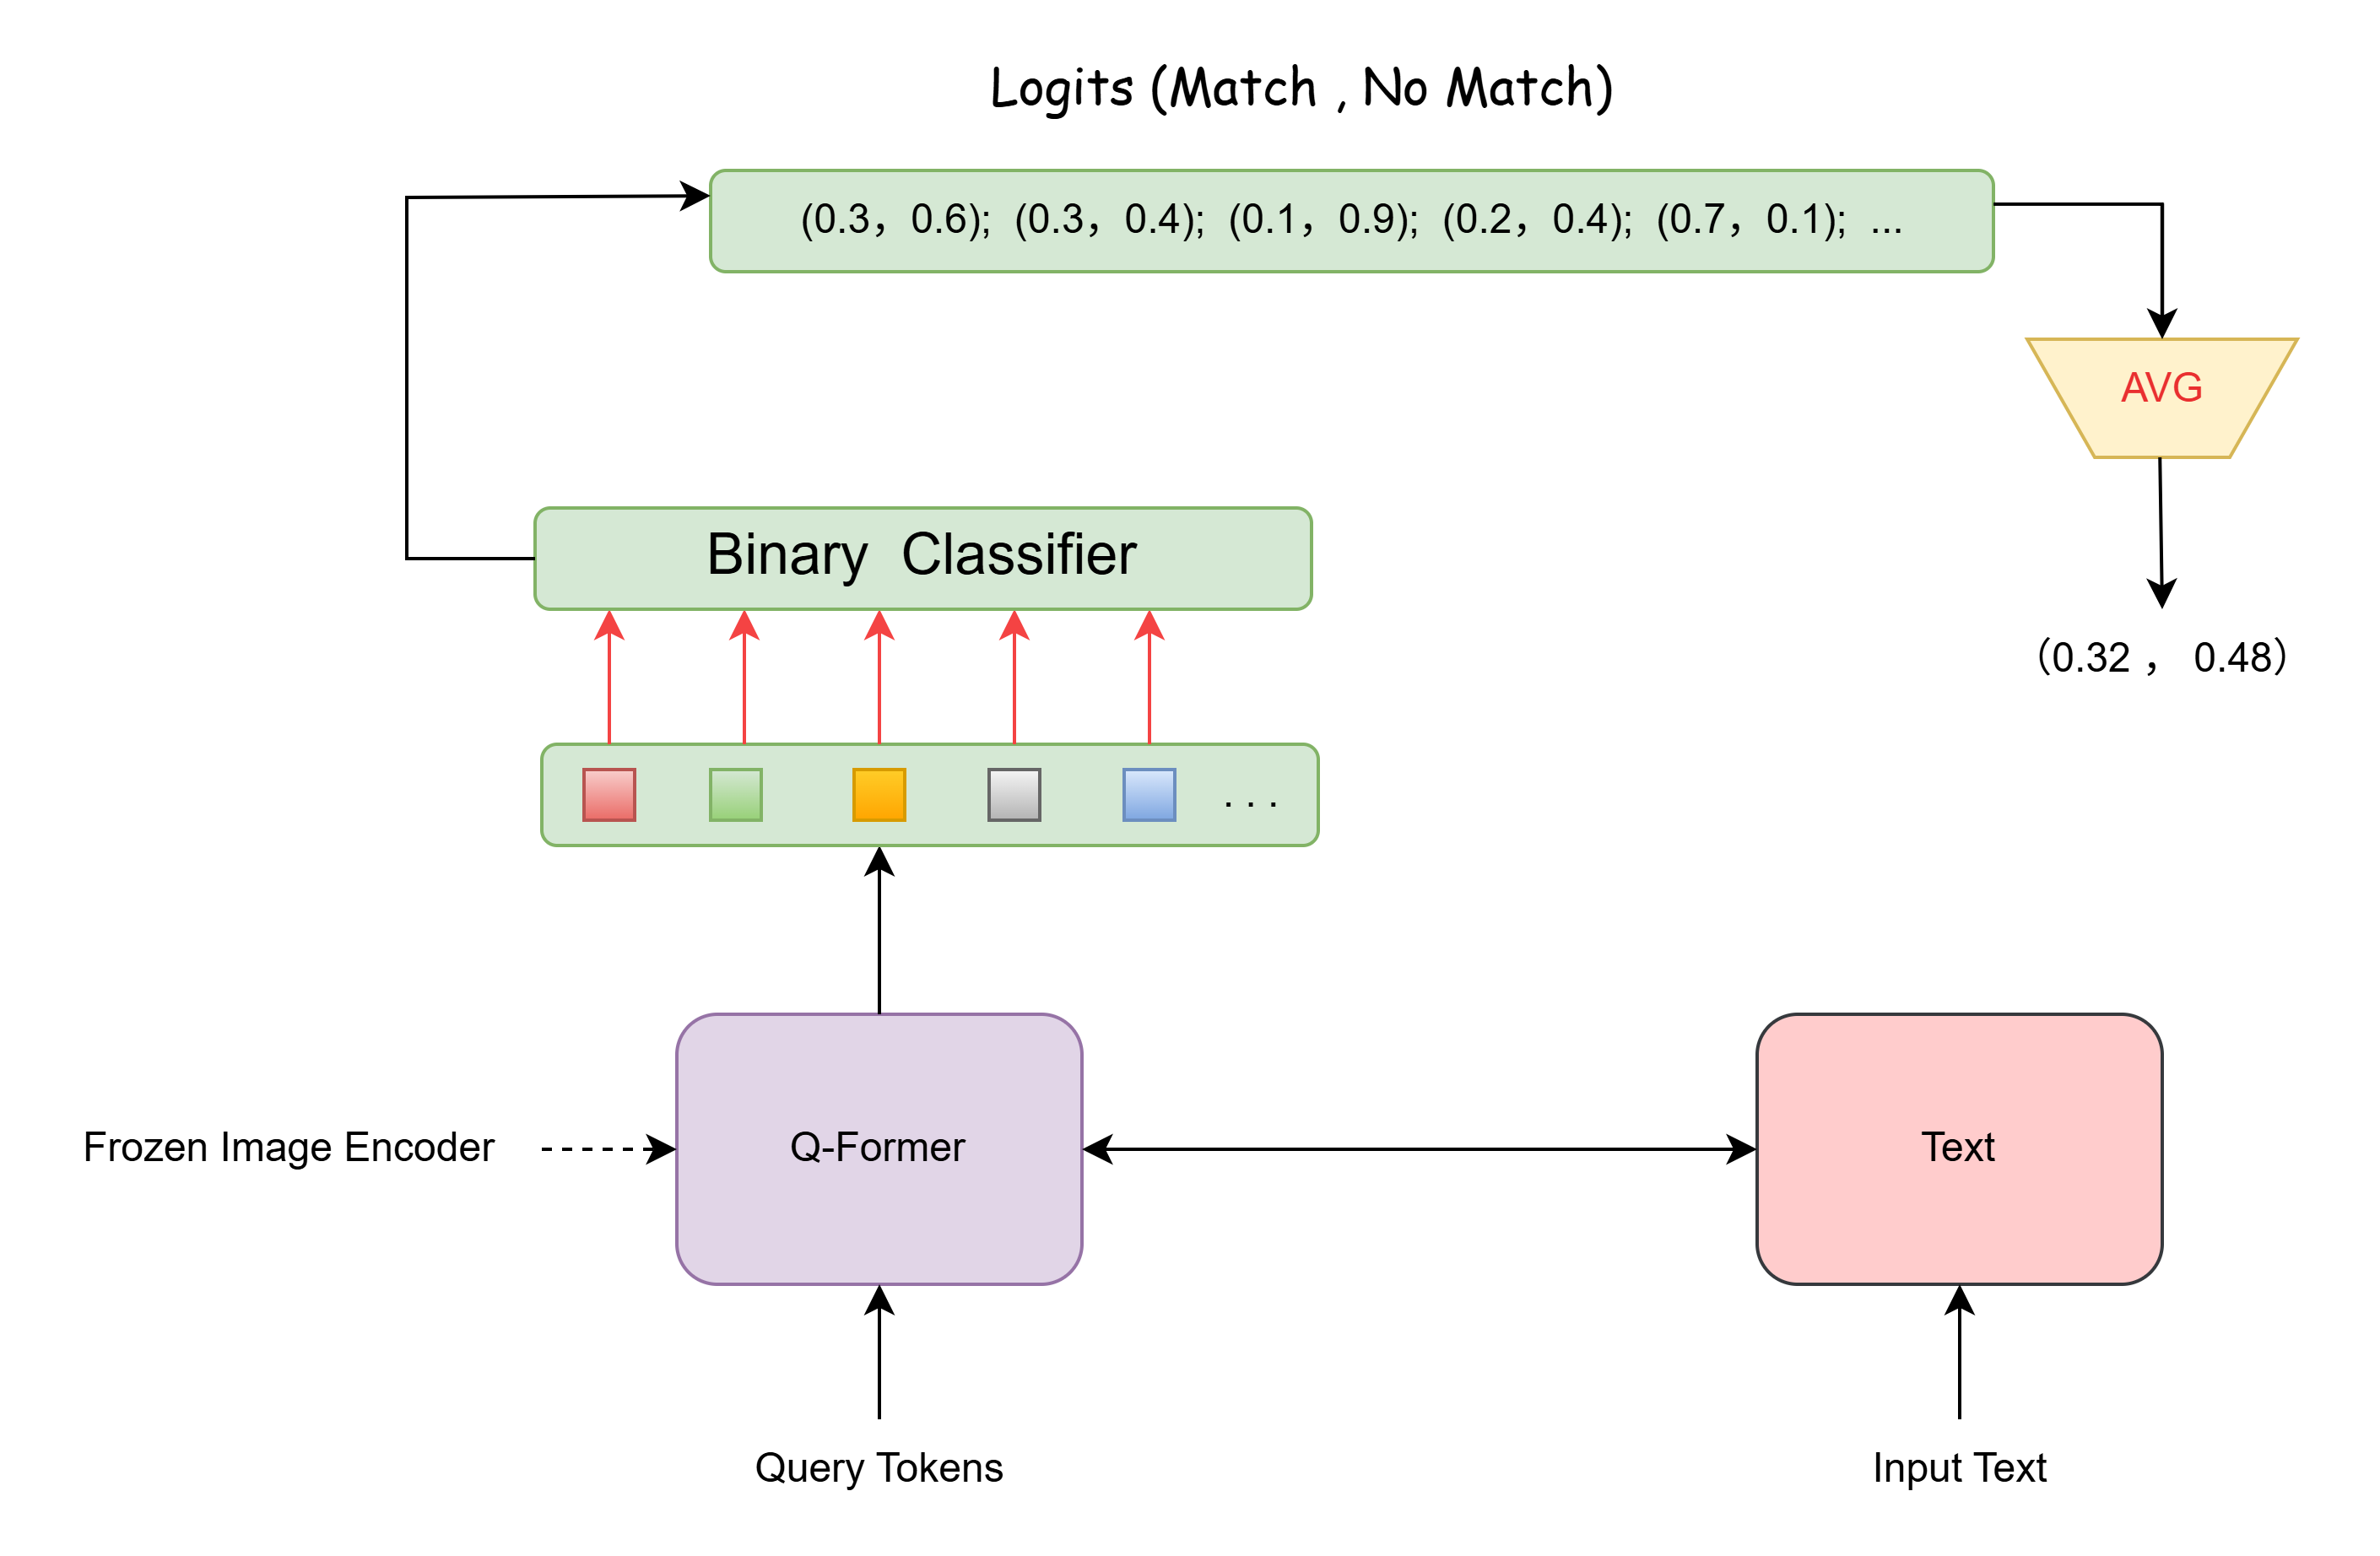 Logits (Match , No Match)
(0.3，0.6); (0.3，0.4); (0.1，0.9); (0.2，0.4); (0.7，0.1); ...
AVG
Binary Classifier
(0.32 ， 0.48)
. . .
Frozen Image Encoder
Q-Former
Text
Query Tokens
Input Text